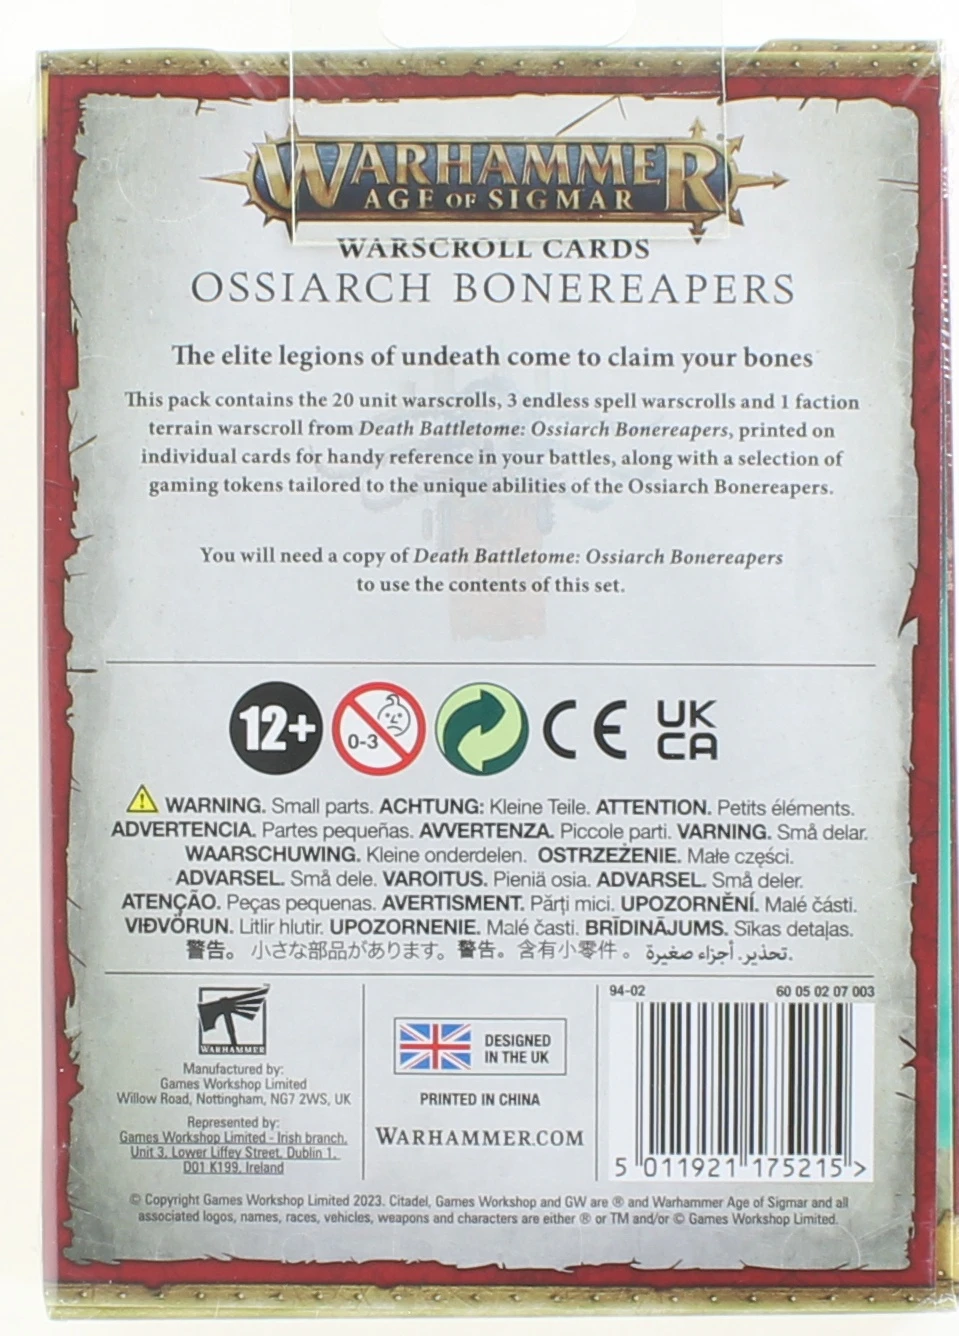 WARHAMMER
AGE OF SIGMAR
WARSCROLL CARDS
OSSIARCH BONEREAPERS
The elite legions of undeath come to claim your bones
This pack contains the 20 unit warscrolls, 3 endless spell warscrolls and 1 faction
terrain warscroll from Death Battletome: Ossiarch Bonereapers, printed on
individual cards for handy reference in your battles, along with a selection of
gaming tokens tailored to the unique abilities of the Ossiarch Bonereapers.
You will need a copy of Death Battletome: Ossiarch Bonereapers
to use the contents of this set.
12+
0-3
CE
UK
CA
WARNING. Small parts. ACHTUNG: Kleine Teile. ATTENTION. Petits éléments.
ADVERTENCIA. Partes pequeñas. AVVERTENZA. Piccole parti. VARNING. Små delar.
WAARSCHUWING. Kleine onderdelen. OSTRZEŻENIE. Małe części.
ADVARSEL. Små dele. VAROITUS. Pieniä osia. ADVARSEL. Små deler.
ATENÇÃO. Peças pequenas. AVERTISMENT. Părți mici. UPOZORNĚNÍ. Malé části.
VIÐVÖRUN. Litlir hlutir. UPOZORNENIE. Malé časti. BRĪDINĀJUMS. Sīkas detaļas.
警告。 小さな部品があります。 警告。 含有小零件。 تحذير. أجزاء صغيرة.
WARHAMMER
Manufactured by:
Games Workshop Limited
Willow Road, Nottingham, NG7 2WS, UK
Represented by:
Games Workshop Limited - Irish branch,
Unit 3, Lower Liffey Street, Dublin 1,
D01 K199, Ireland
DESIGNED
IN THE UK
PRINTED IN CHINA
WARHAMMER.COM
94-02 60 05 02 07 003
5 011921 175215 >
© Copyright Games Workshop Limited 2023. Citadel, Games Workshop and GW are ® and Warhammer Age of Sigmar and all
associated logos, names, races, vehicles, weapons and characters are either ® or TM and/or © Games Workshop Limited.